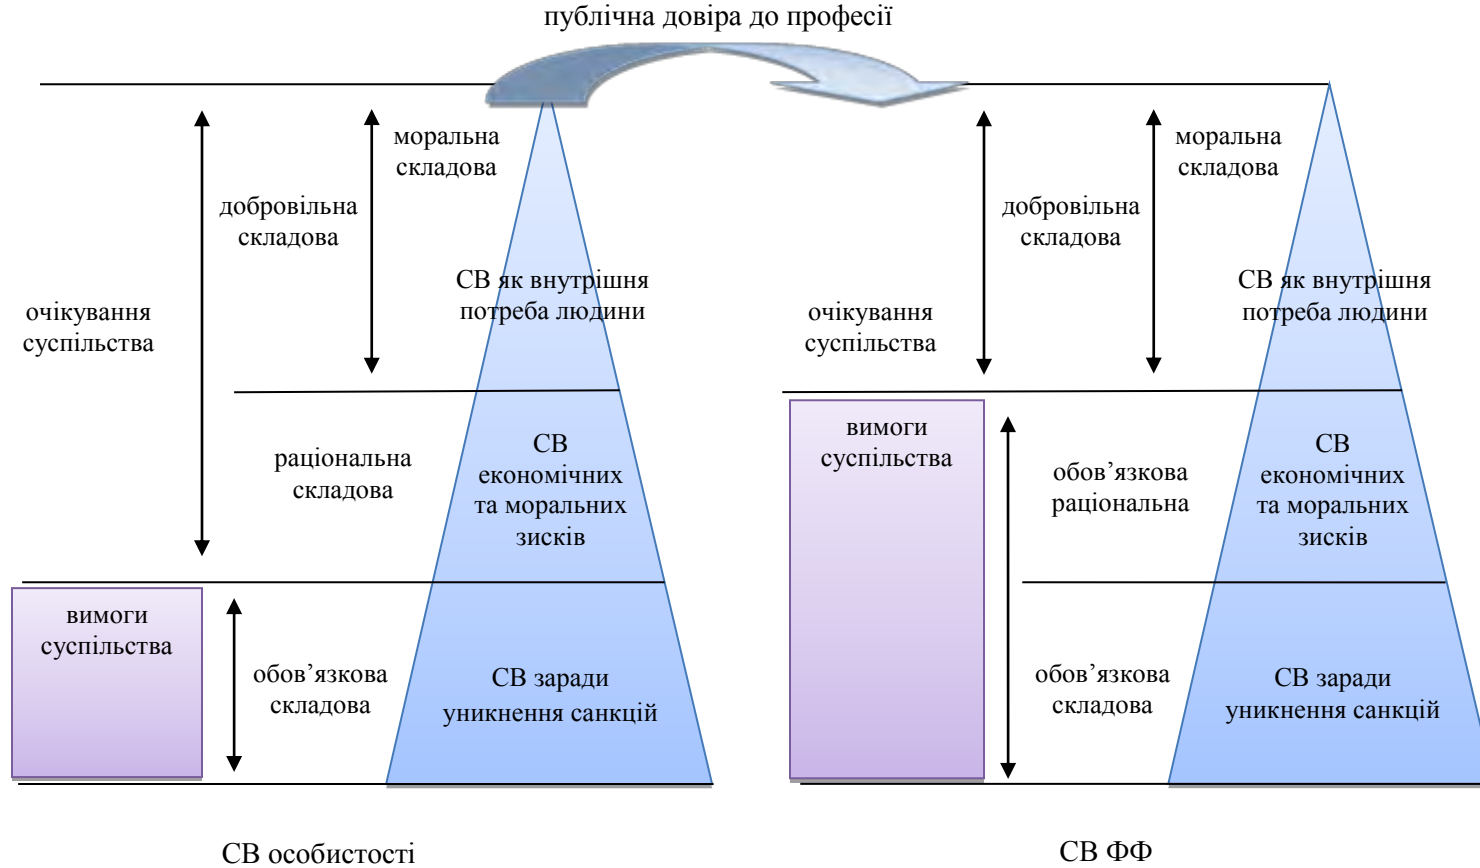 публічна довіра до професії
моральна
складова
добровільна
складова
СВ як внутрішня
потреба людини
очікування
суспільства
раціональна
складова
СВ
економічних
та моральних
зисків
вимоги
суспільства
обов’язкова
складова
СВ заради
уникнення санкцій
СВ особистості
моральна
складова
добровільна
складова
СВ як внутрішня
потреба людини
очікування
суспільства
вимоги
суспільства
обов’язкова
раціональна
СВ
економічних
та моральних
зисків
обов’язкова
складова
СВ заради
уникнення санкцій
СВ ФФ